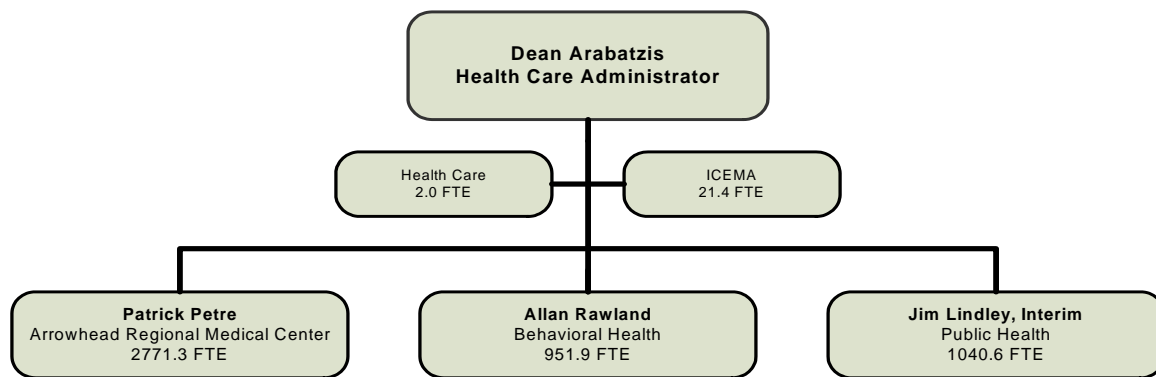 Dean Arabatzis
Health Care Administrator
Health Care
2.0 FTE
ICEMA
21.4 FTE
Patrick Petre
Arrowhead Regional Medical Center
2771.3 FTE
Allan Rawland
Behavioral Health
951.9 FTE
Jim Lindley, Interim
Public Health
1040.6 FTE